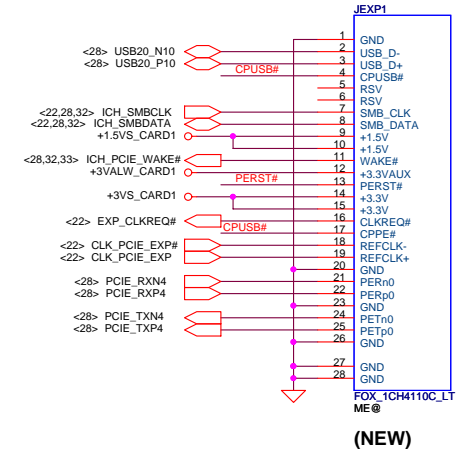 JEXP1
1 GND
<28> USB20_N10 2 USB_D-
<28> USB20_P10 3 USB_D+
CPUSB# 4 CPUSB#
5 RSV
6 RSV
<22,28,32> ICH_SMBCLK 7 SMB_CLK
<22,28,32> ICH_SMBDATA 8 SMB_DATA
+1.5VS_CARD1 9 +1.5V
10 +1.5V
<28,32,33> ICH_PCIE_WAKE# 11 WAKE#
+3VALW_CARD1 12 +3.3VAUX
PERST# 13 PERST#
+3VS_CARD1 14 +3.3V
15 +3.3V
<22> EXP_CLKREQ# 16 CLKREQ#
CPUSB# 17 CPPE#
<22> CLK_PCIE_EXP# 18 REFCLK-
<22> CLK_PCIE_EXP 19 REFCLK+
20 GND
<28> PCIE_RXN4 21 PERn0
<28> PCIE_RXP4 22 PERp0
23 GND
<28> PCIE_TXN4 24 PETn0
<28> PCIE_TXP4 25 PETp0
26 GND
27 GND
28 GND
FOX_1CH4110C_LT
ME@
(NEW)